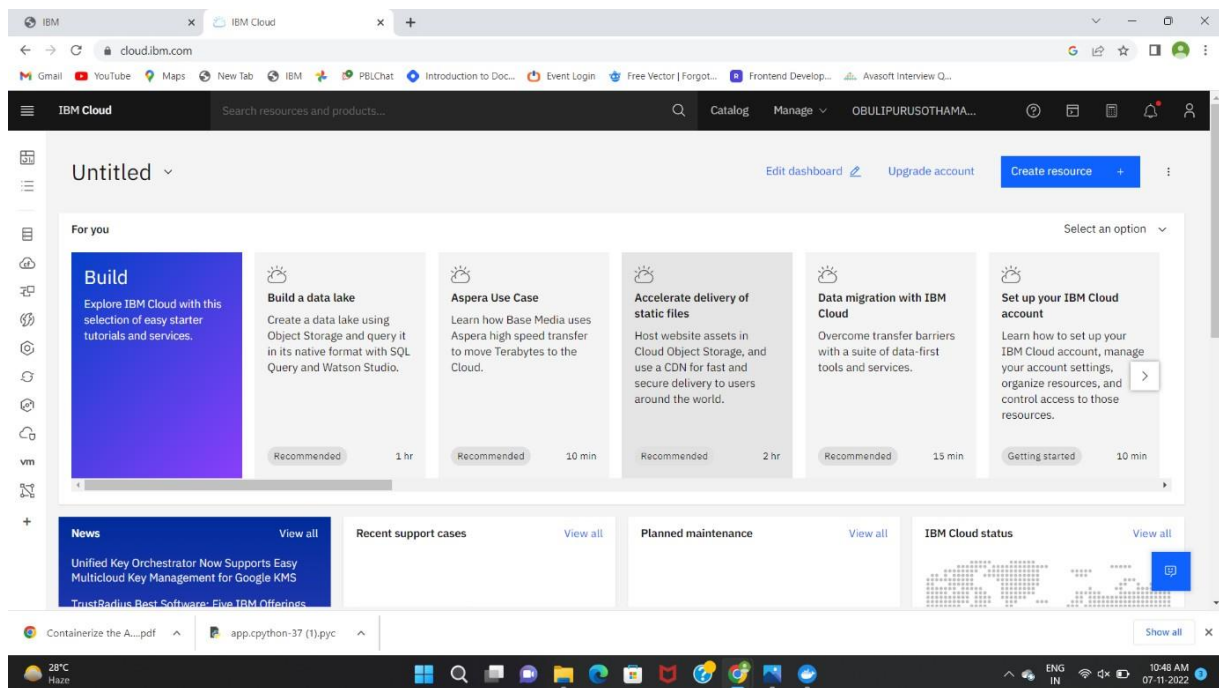 IBM
IBM Cloud
cloud.ibm.com
Gmail
YouTube
Maps
New Tab
IBM
PBLChat
Introduction to Doc...
Event Login
Free Vector | Forgot...
Frontend Develop...
Avasoft Interview Q...
IBM Cloud
Search resources and products...
Catalog
Manage
OBULIPURUSOTHAMA...
Untitled
Edit dashboard
Upgrade account
Create resource +
For you
Select an option
Build
Explore IBM Cloud with this
selection of easy starter
tutorials and services.
Build a data lake
Create a data lake using
Object Storage and query it
in its native format with SQL
Query and Watson Studio.
Recommended
1 hr
Aspera Use Case
Learn how Base Media uses
Aspera high speed transfer
to move Terabytes to the
Cloud.
Recommended
10 min
Accelerate delivery of
static files
Host website assets in
Cloud Object Storage, and
use a CDN for fast and
secure delivery to users
around the world.
Recommended
2 hr
Data migration with IBM
Cloud
Overcome transfer barriers
with a suite of data-first
tools and services.
Recommended
15 min
Set up your IBM Cloud
account
Learn how to set up your
IBM Cloud account, manage
your account settings,
organize resources, and
control access to those
resources.
Getting started
10 min
vm
News
View all
Unified Key Orchestrator Now Supports Easy
Multicloud Key Management for Google KMS
TrustRadius Best Software: Five IBM Offerings
Recent support cases
View all
Planned maintenance
View all
IBM Cloud status
View all
Containerize the A....pdf
app.cpython-37 (1).pyc
Show all
28°C
Haze
ENG
IN
10:48 AM
07-11-2022
3